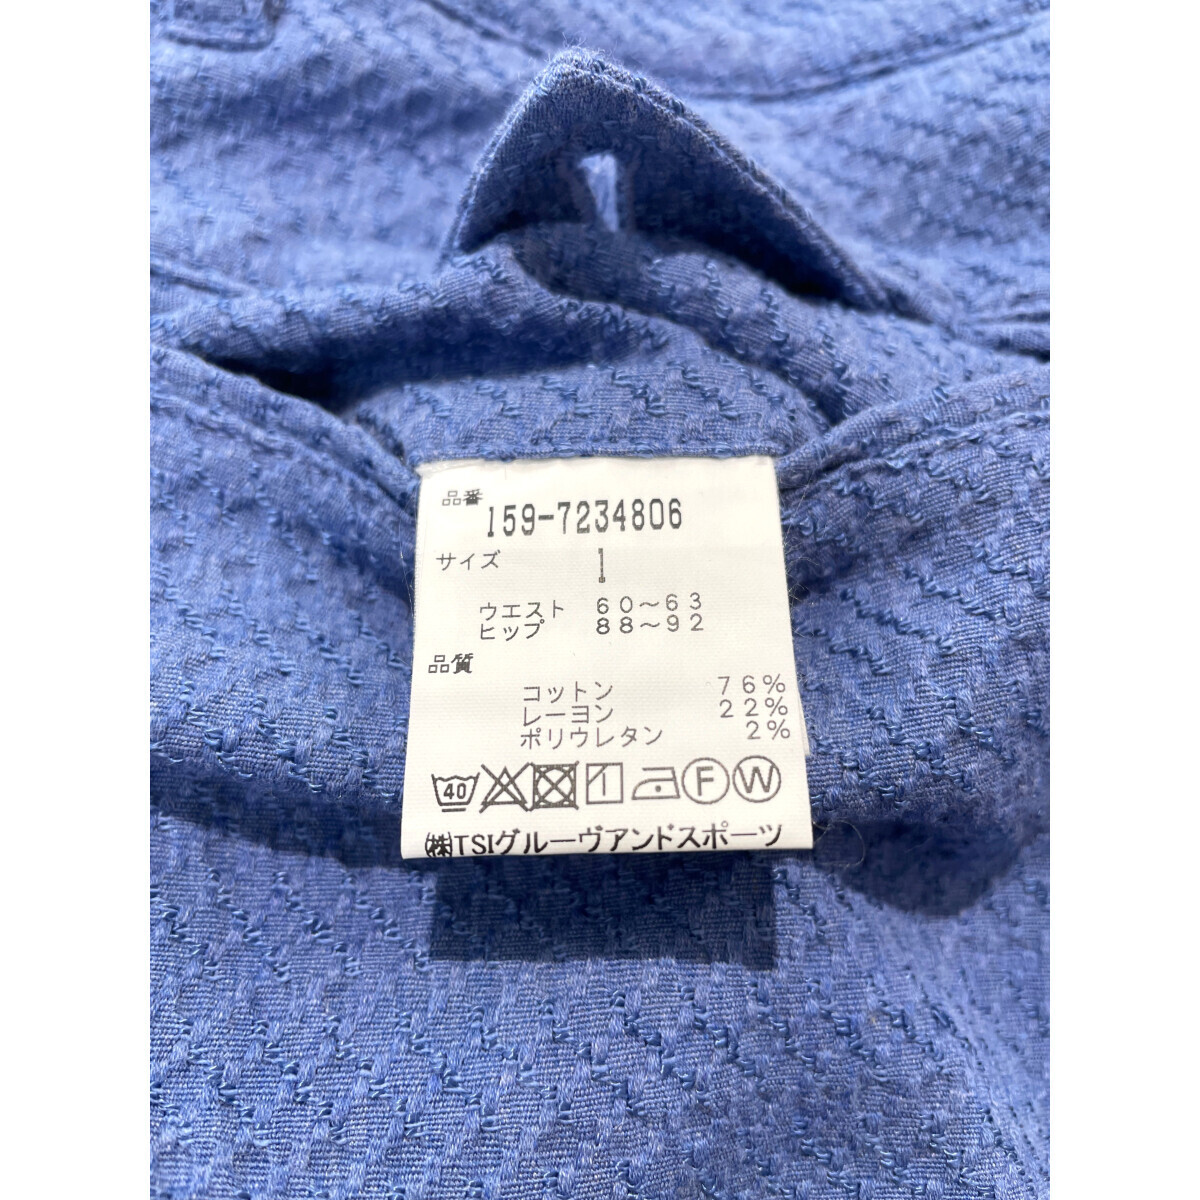 品番 159-7234806
サイズ 1
ウエスト 60～63
ヒップ 88～92
品質
コットン 76%
レーヨン 22%
ポリウレタン 2%
40 F W
㈱TSIグルーヴアンドスポーツ